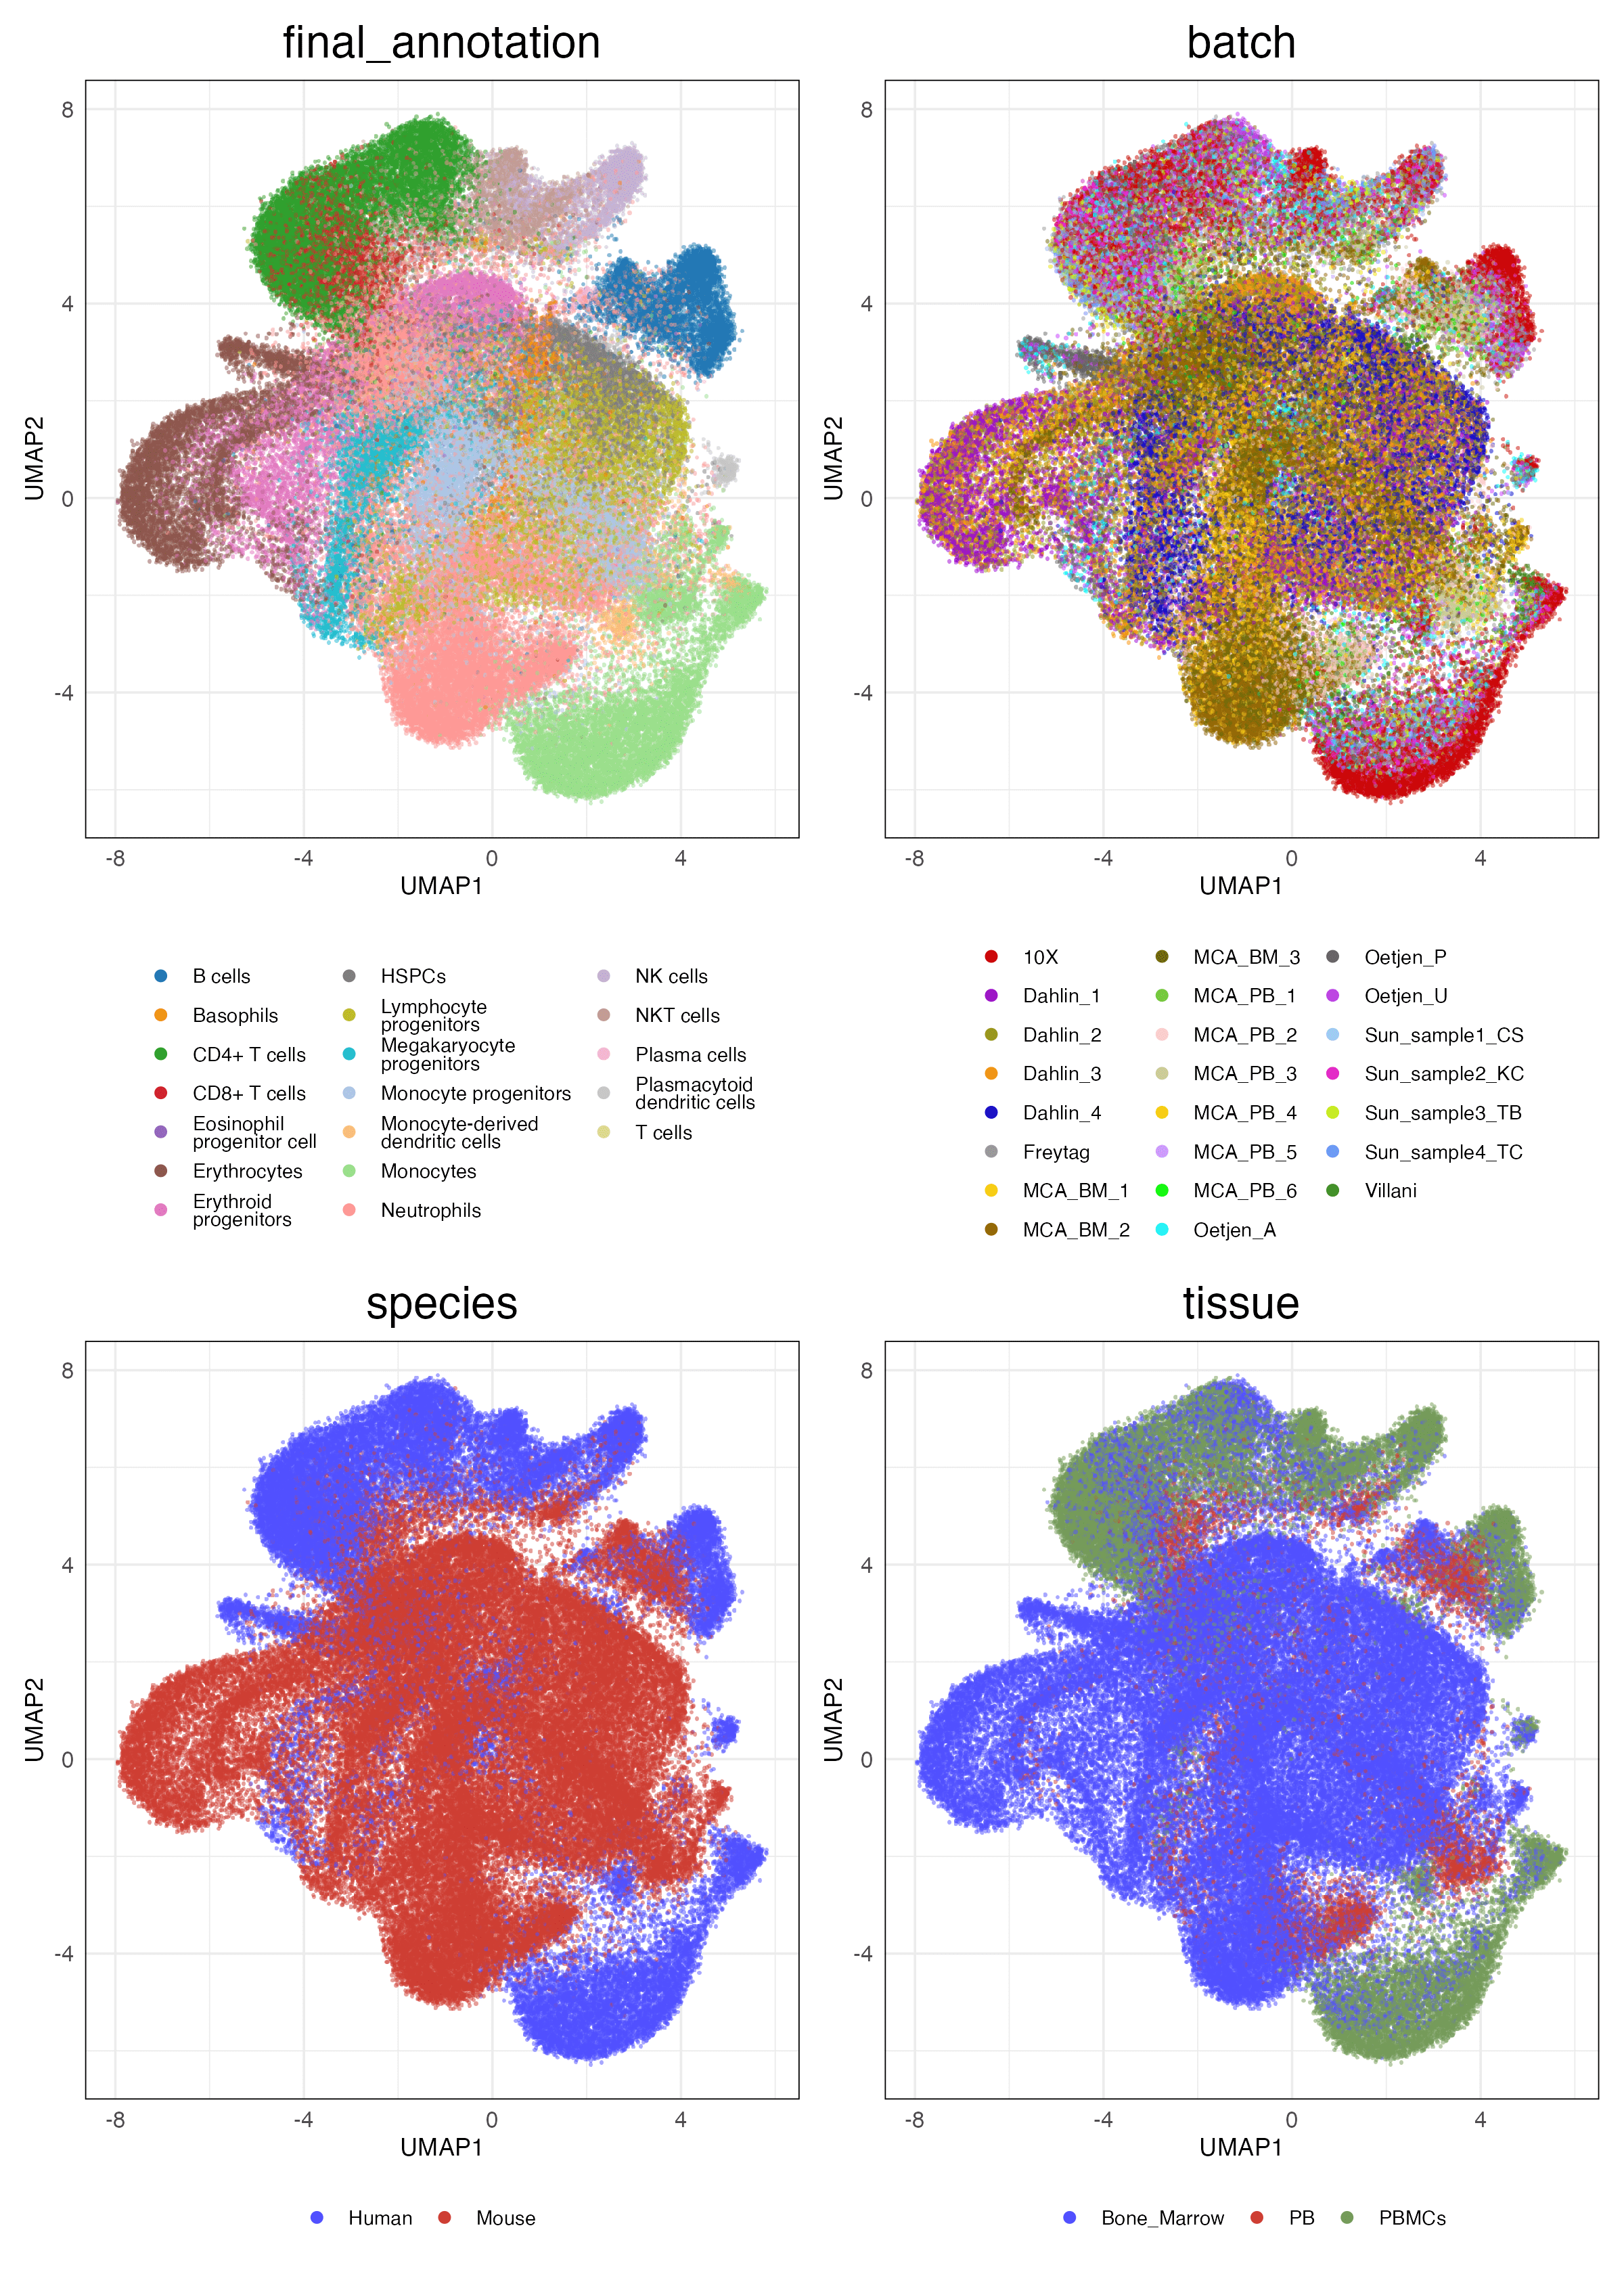 final_annotation
batch
8
4
0
-4
UMAP2
-8
-4
0
4
UMAP1
8
4
0
-4
UMAP2
-8
-4
0
4
UMAP1
B cells
Basophils
CD4+ T cells
CD8+ T cells
Eosinophil
progenitor cell
Erythrocytes
Erythroid
progenitors
HSPCs
Lymphocyte
progenitors
Megakaryocyte
progenitors
Monocyte progenitors
Monocyte-derived
dendritic cells
Monocytes
Neutrophils
NK cells
NKT cells
Plasma cells
Plasmacytoid
dendritic cells
T cells
10X
Dahlin_1
Dahlin_2
Dahlin_3
Dahlin_4
Freytag
MCA_BM_1
MCA_BM_2
MCA_BM_3
MCA_PB_1
MCA_PB_2
MCA_PB_3
MCA_PB_4
MCA_PB_5
MCA_PB_6
Oetjen_A
Oetjen_P
Oetjen_U
Sun_sample1_CS
Sun_sample2_KC
Sun_sample3_TB
Sun_sample4_TC
Villani
species
tissue
8
4
0
-4
UMAP2
-8
-4
0
4
UMAP1
8
4
0
-4
UMAP2
-8
-4
0
4
UMAP1
Human
Mouse
Bone_Marrow
PB
PBMCs